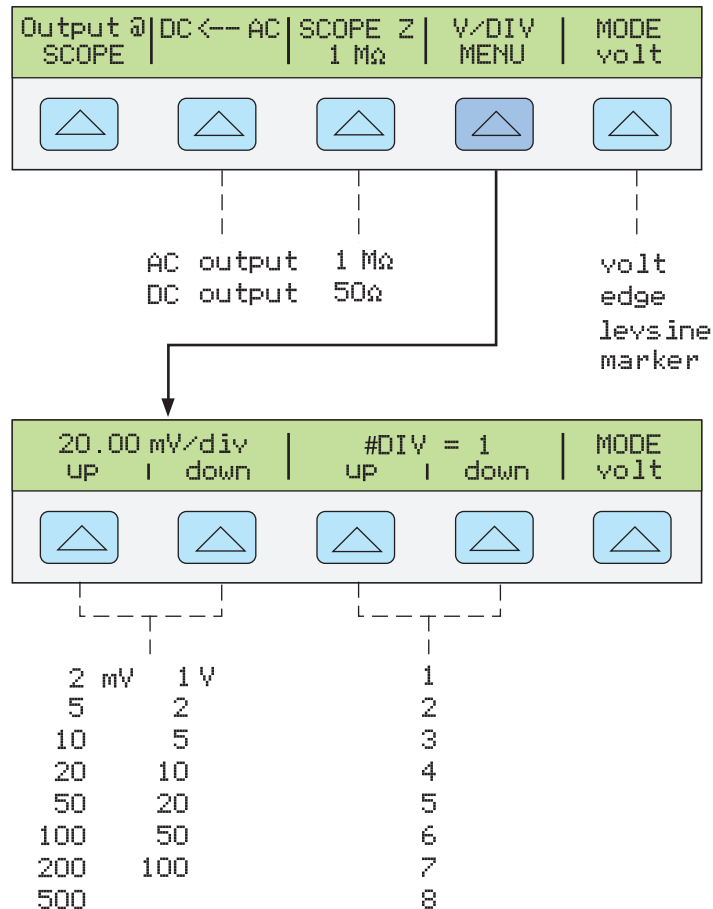 Output @ | DC<-- AC | SCOPE Z | V/DIV | MODE
SCOPE | 1 MΩ | MENU | volt
AC output 1 MΩ volt
DC output 50Ω edge
levsine
marker
20.00 mV/div | #DIV = 1 | MODE
up | down | up | down | volt
2 mV 1 V 1
5 2 2
10 5 3
20 10 4
50 20 5
100 50 6
200 100 7
500 8